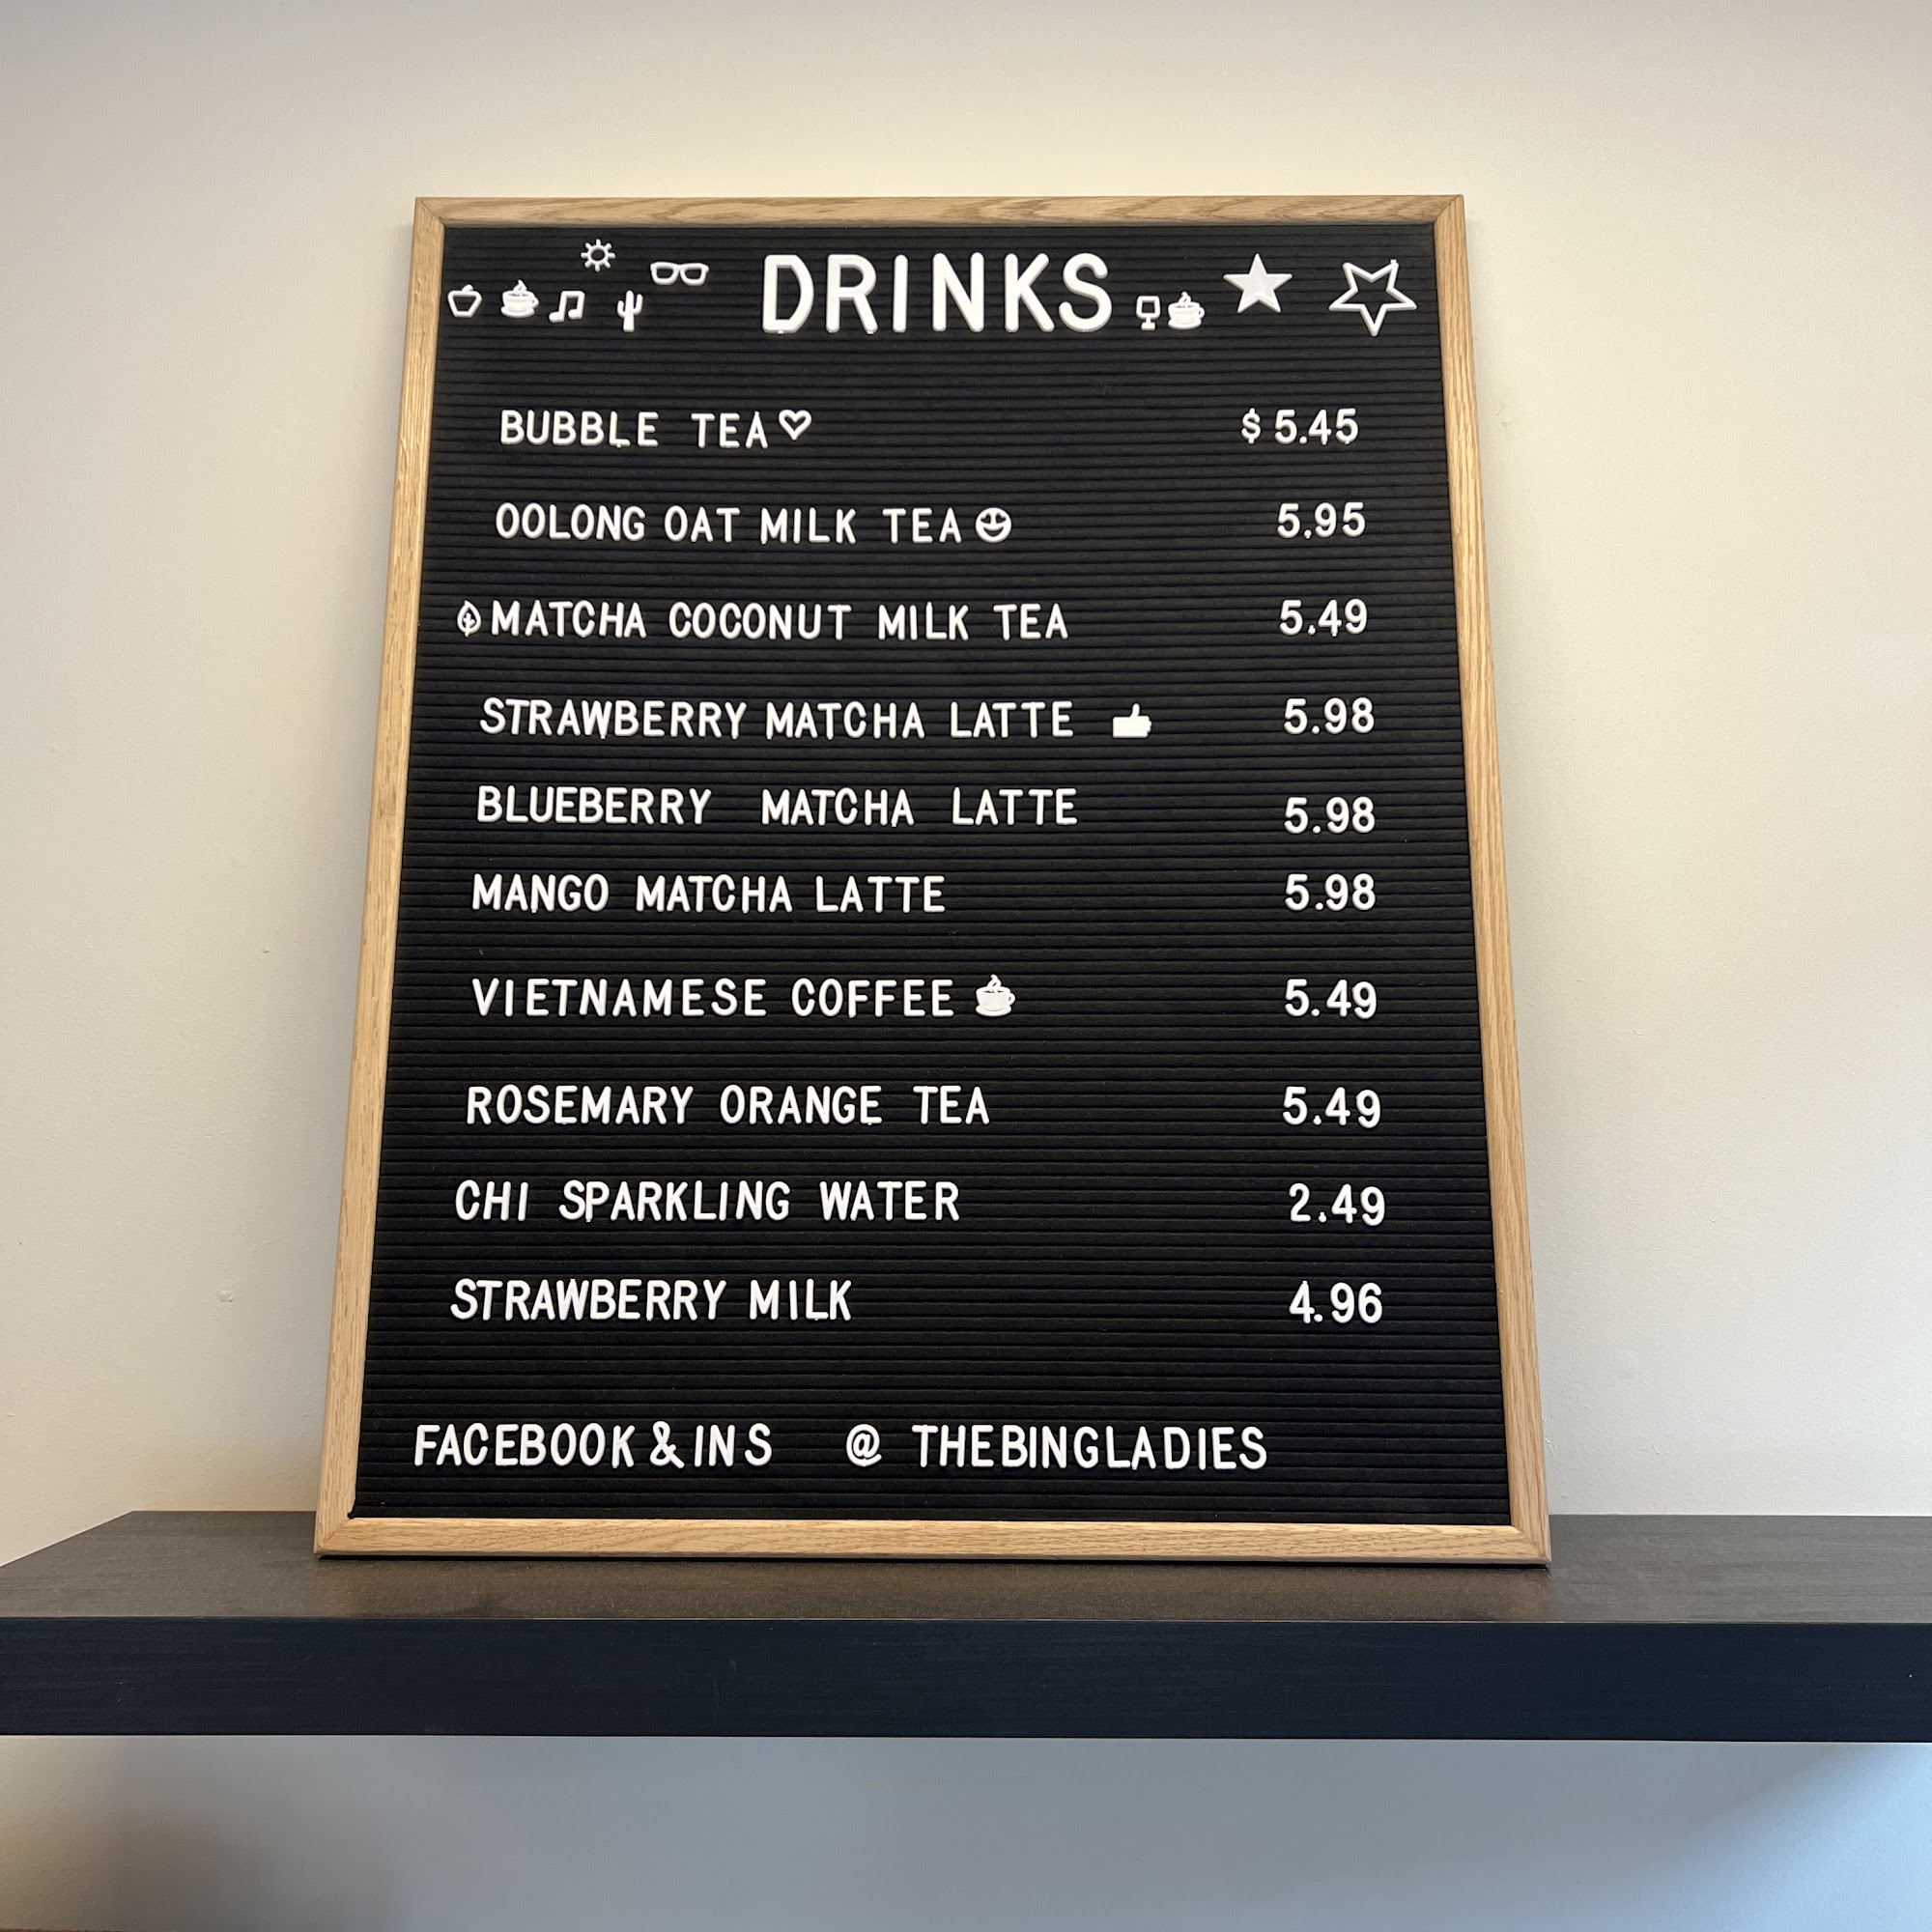 DRINKS
BUBBLE TEA♡ $5.45
OOLONG OAT MILK TEA 5.95
MATCHA COCONUT MILK TEA 5.49
STRAWBERRY MATCHA LATTE 5.98
BLUEBERRY MATCHA LATTE 5.98
MANGO MATCHA LATTE 5.98
VIETNAMESE COFFEE 5.49
ROSEMARY ORANGE TEA 5.49
CHI SPARKLING WATER 2.49
STRAWBERRY MILK 4.96
FACEBOOK & INS @ THEBINGLADIES